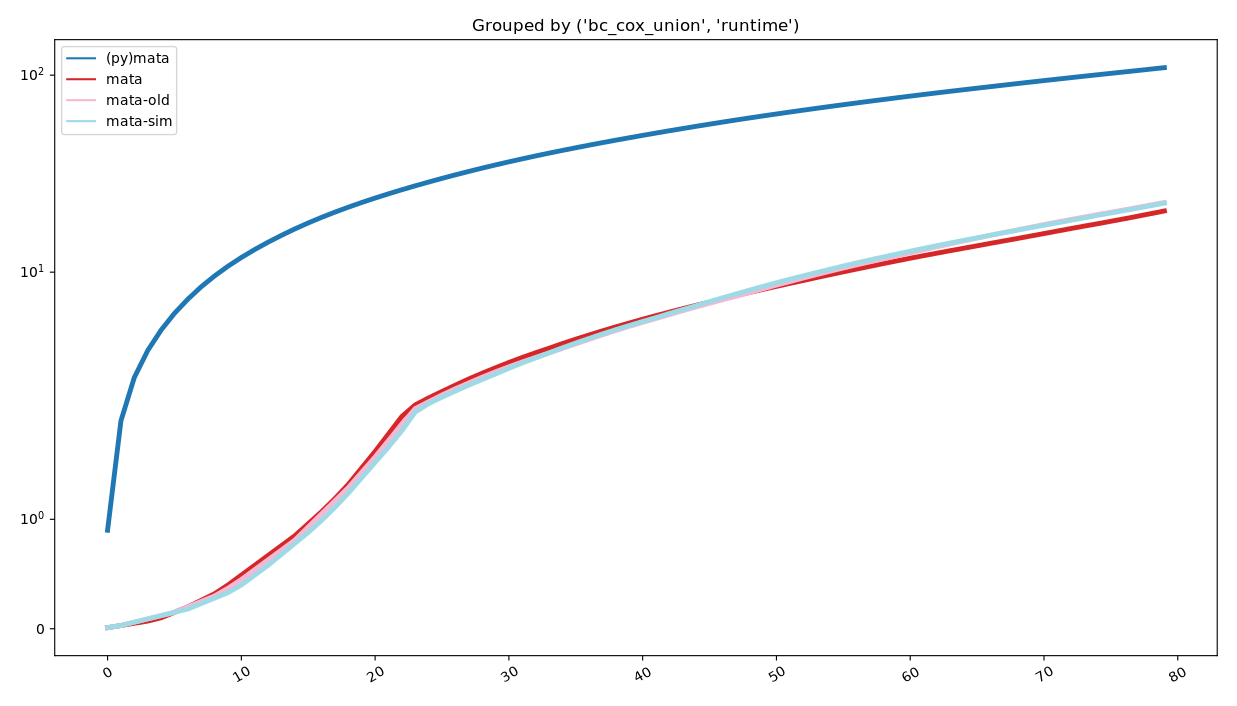 Grouped by ('bc_cox_union', 'runtime')
(py)mata
mata
mata-old
mata-sim
10²
10¹
10⁰
0
0 10 20 30 40 50 60 70 80